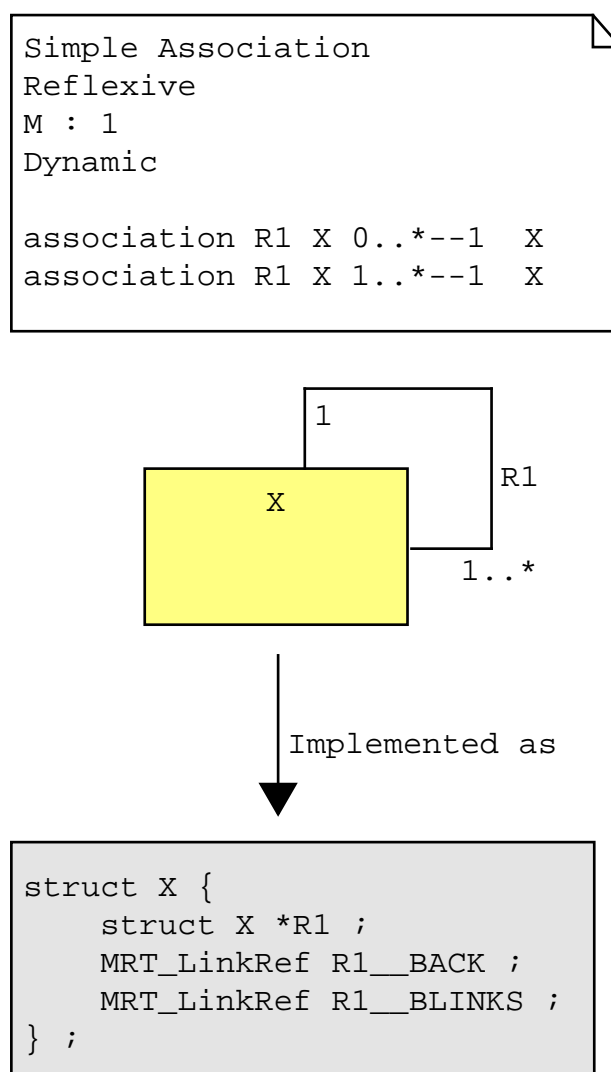 Simple Association
Reflexive
M : 1
Dynamic
association R1 X 0..*--1  X
association R1 X 1..*--1  X
1
R1
X
1..*
Implemented as
struct X {
    struct X *R1 ;
    MRT_LinkRef R1__BACK ;
    MRT_LinkRef R1__BLINKS ;
} ;